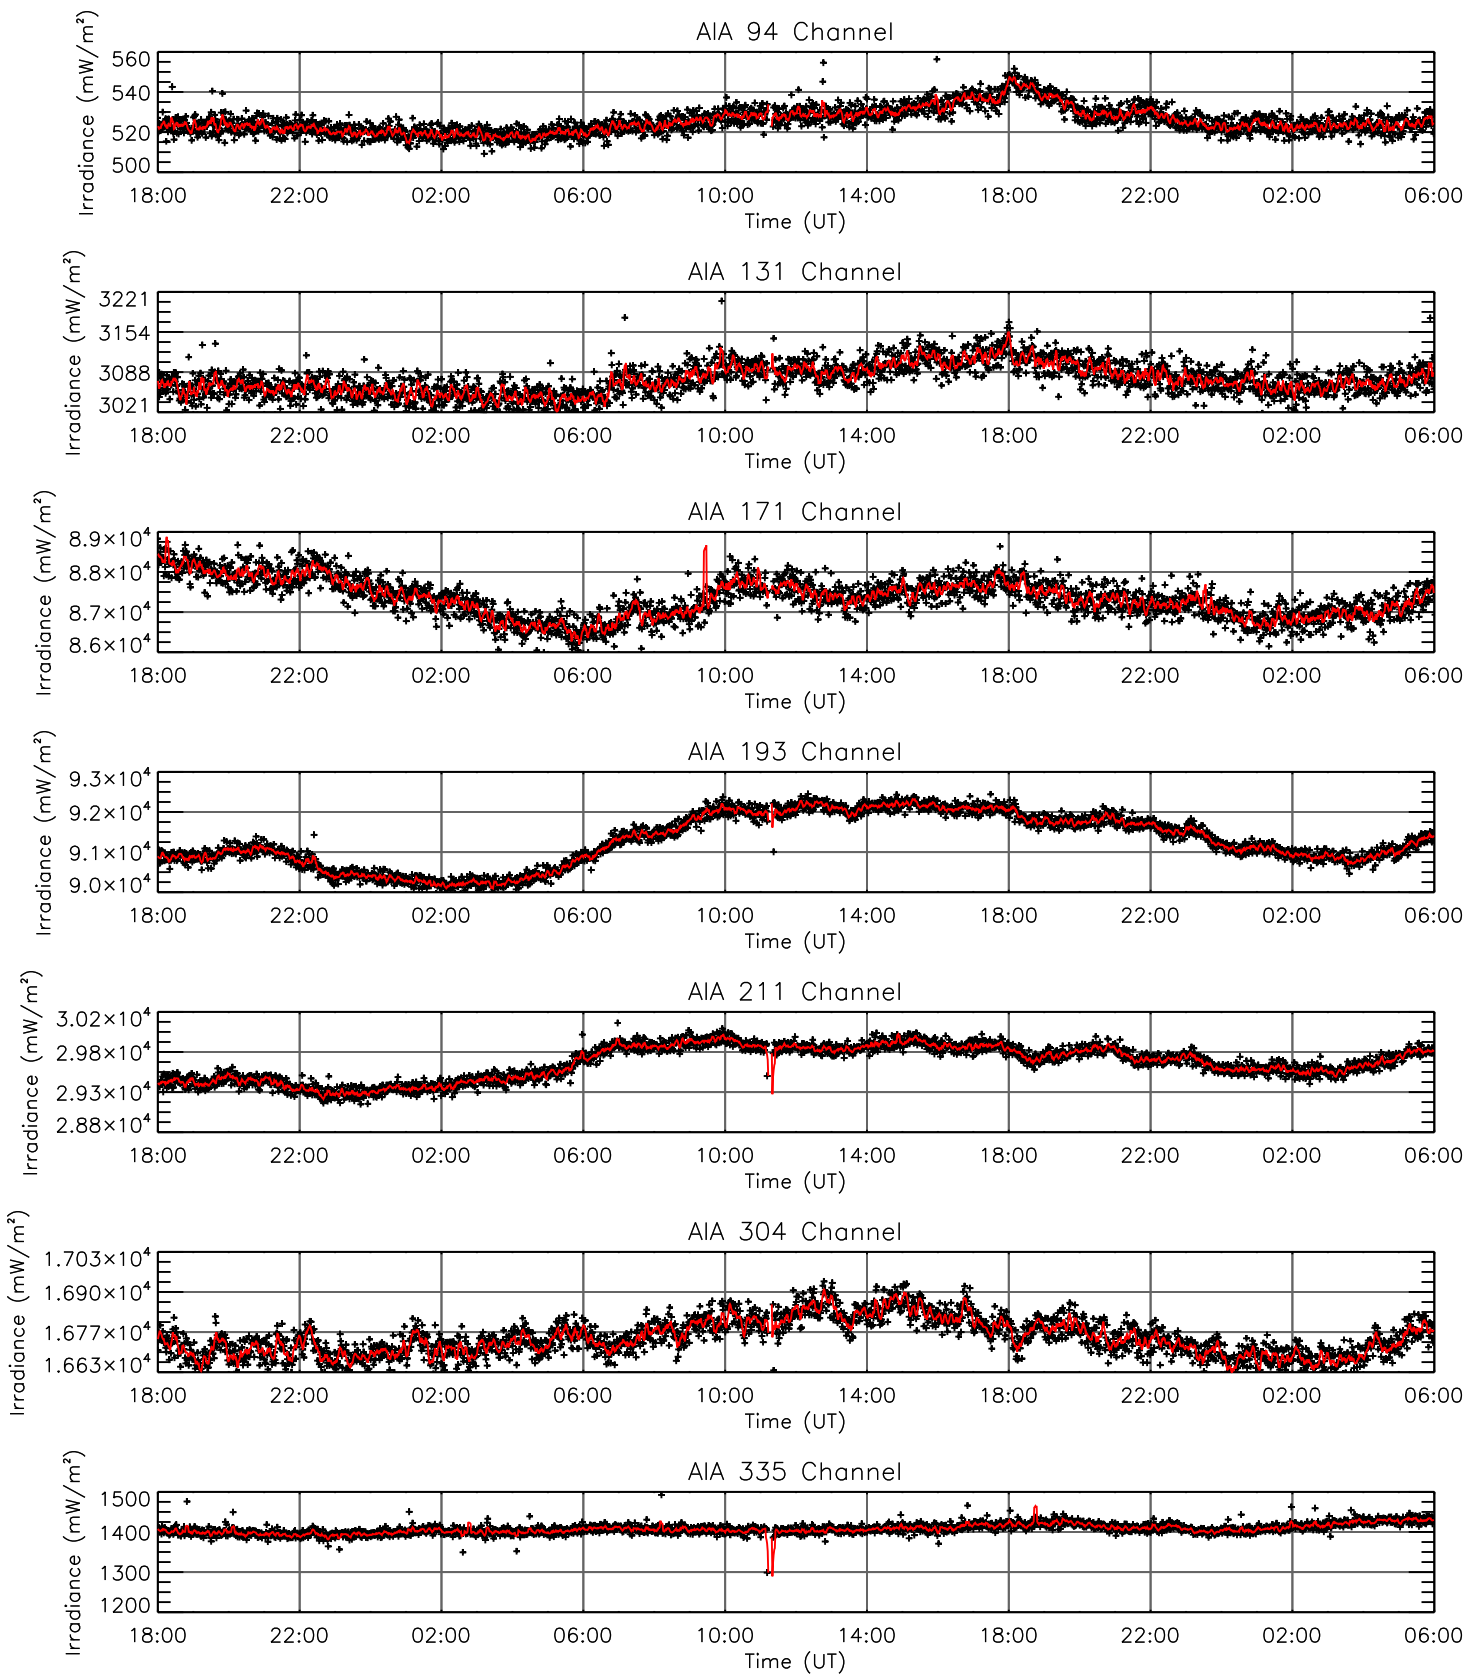 AIA 94 Channel
Irradiance (mW/m²)
560
540
520
500
18:00 22:00 02:00 06:00 10:00 14:00 18:00 22:00 02:00 06:00
Time (UT)
AIA 131 Channel
Irradiance (mW/m²)
3221
3154
3088
3021
18:00 22:00 02:00 06:00 10:00 14:00 18:00 22:00 02:00 06:00
Time (UT)
AIA 171 Channel
Irradiance (mW/m²)
8.9×10⁴
8.8×10⁴
8.7×10⁴
8.6×10⁴
18:00 22:00 02:00 06:00 10:00 14:00 18:00 22:00 02:00 06:00
Time (UT)
AIA 193 Channel
Irradiance (mW/m²)
9.3×10⁴
9.2×10⁴
9.1×10⁴
9.0×10⁴
18:00 22:00 02:00 06:00 10:00 14:00 18:00 22:00 02:00 06:00
Time (UT)
AIA 211 Channel
Irradiance (mW/m²)
3.02×10⁴
2.98×10⁴
2.93×10⁴
2.88×10⁴
18:00 22:00 02:00 06:00 10:00 14:00 18:00 22:00 02:00 06:00
Time (UT)
AIA 304 Channel
Irradiance (mW/m²)
1.703×10⁴
1.690×10⁴
1.677×10⁴
1.663×10⁴
18:00 22:00 02:00 06:00 10:00 14:00 18:00 22:00 02:00 06:00
Time (UT)
AIA 335 Channel
Irradiance (mW/m²)
1500
1400
1300
1200
18:00 22:00 02:00 06:00 10:00 14:00 18:00 22:00 02:00 06:00
Time (UT)